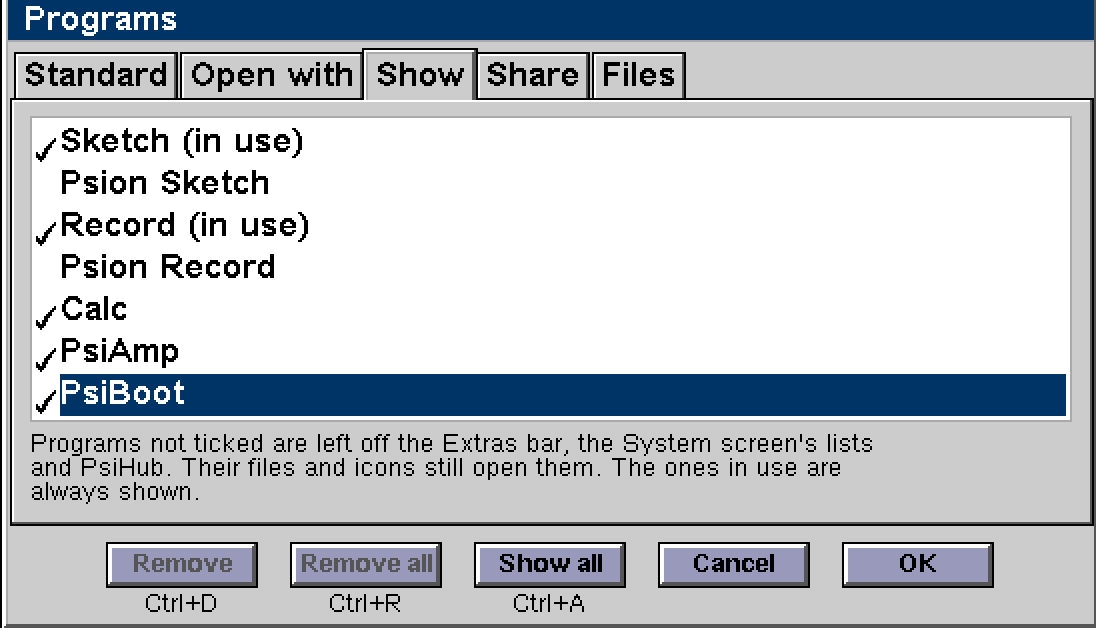 Programs
Standard Open with Show Share Files
Sketch (in use)
Psion Sketch
Record (in use)
Psion Record
Calc
PsiAmp
PsiBoot
Programs not ticked are left off the Extras bar, the System screen's lists
and PsiHub. Their files and icons still open them. The ones in use are
always shown.
Remove Remove all Show all Cancel OK
Ctrl+D Ctrl+R Ctrl+A